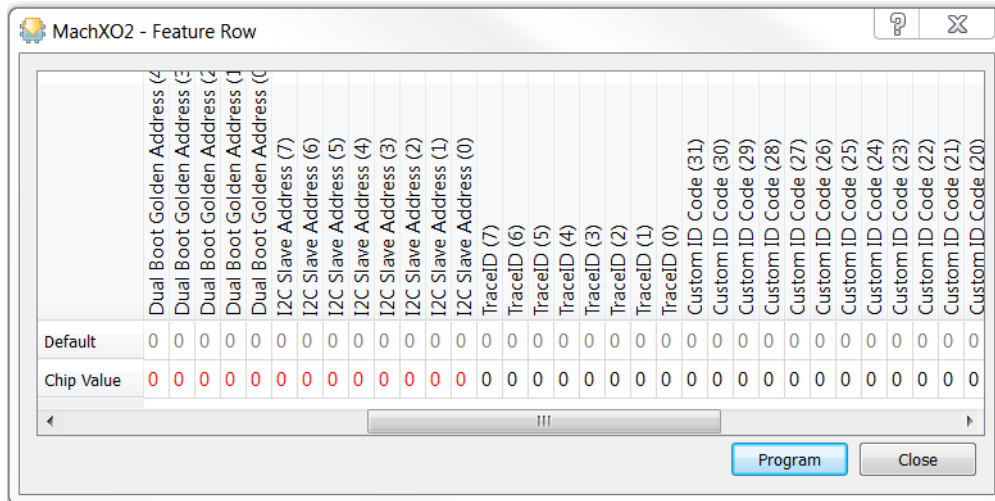 MachXO2 - Feature Row
Dual Boot Golden Address (4
Dual Boot Golden Address (3
Dual Boot Golden Address (2
Dual Boot Golden Address (1
Dual Boot Golden Address (0
I2C Slave Address (7)
I2C Slave Address (6)
I2C Slave Address (5)
I2C Slave Address (4)
I2C Slave Address (3)
I2C Slave Address (2)
I2C Slave Address (1)
I2C Slave Address (0)
TraceID (7)
TraceID (6)
TraceID (5)
TraceID (4)
TraceID (3)
TraceID (2)
TraceID (1)
TraceID (0)
Custom ID Code (31)
Custom ID Code (30)
Custom ID Code (29)
Custom ID Code (28)
Custom ID Code (27)
Custom ID Code (26)
Custom ID Code (25)
Custom ID Code (24)
Custom ID Code (23)
Custom ID Code (22)
Custom ID Code (21)
Custom ID Code (20)
Default 0 0 0 0 0 0 0 0 0 0 0 0 0 0 0 0 0 0 0 0 0 0 0 0 0 0 0 0 0 0 0 0 0
Chip Value 0 0 0 0 0 0 0 0 0 0 0 0 0 0 0 0 0 0 0 0 0 0 0 0 0 0 0 0 0 0 0 0 0
Program Close